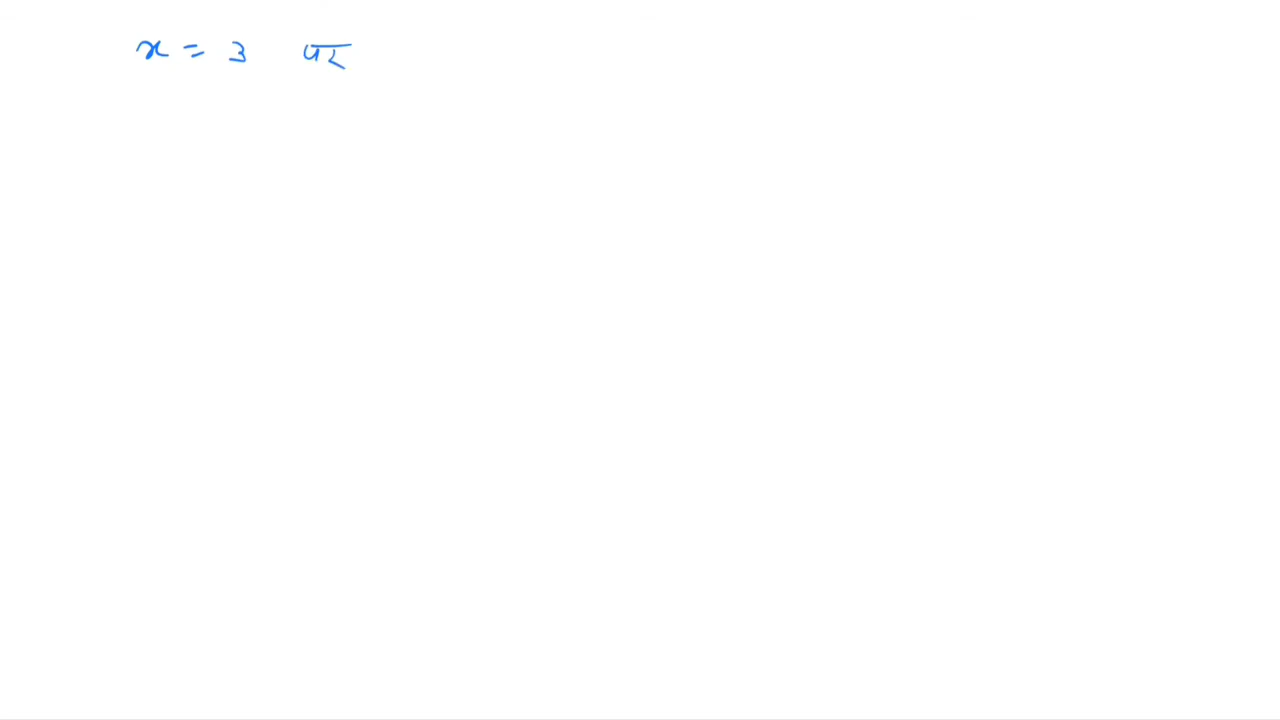 x = 3 पर